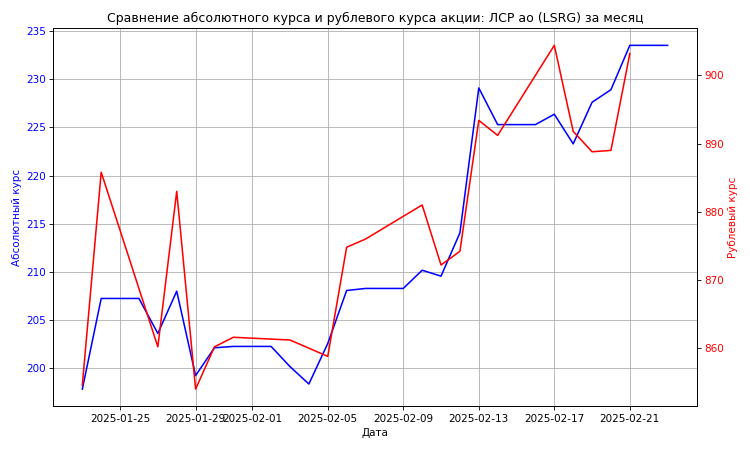 Сравнение абсолютного курса и рублевого курса акции: ЛСР ао (LSRG) за месяц
235
230
225
220
215
210
205
200
Абсолютный курс
900
890
880
870
860
Рублевый курс
2025-01-25 2025-01-29 2025-02-01 2025-02-05 2025-02-09 2025-02-13 2025-02-17 2025-02-21
Дата